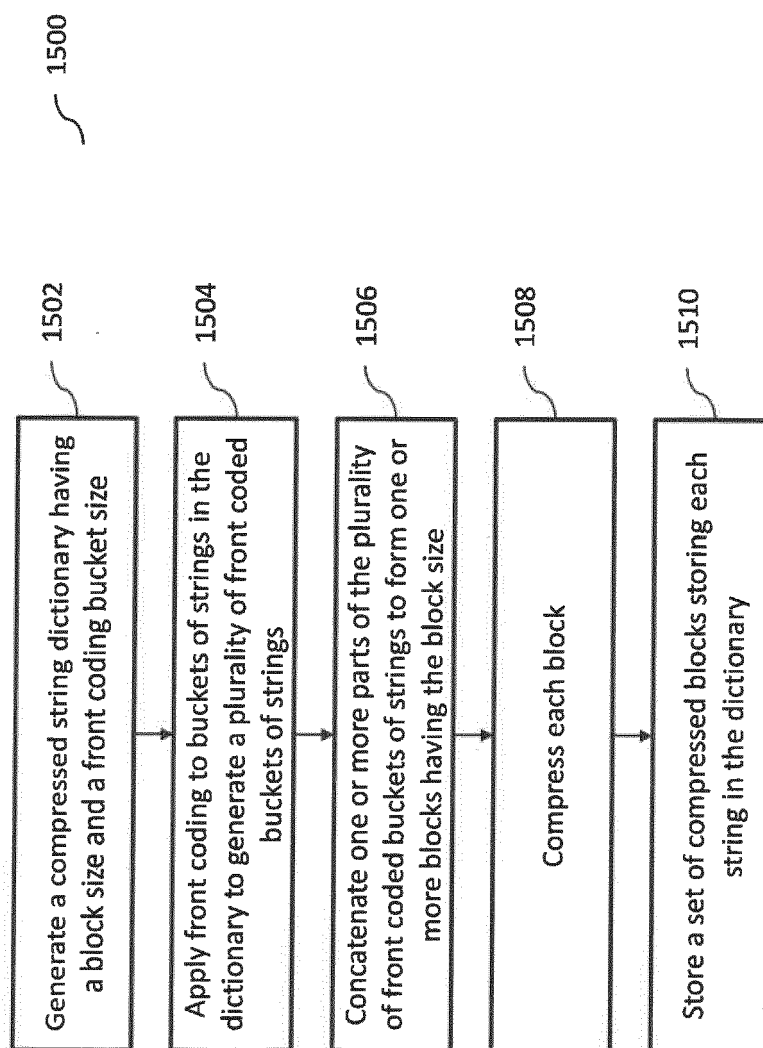 1500
1502
Generate a compressed string dictionary having
a block size and a front coding bucket size
1504
Apply front coding to buckets of strings in the
dictionary to generate a plurality of front coded
buckets of strings
1506
Concatenate one or more parts of the plurality
of front coded buckets of strings to form one or
more blocks having the block size
1508
Compress each block
1510
Store a set of compressed blocks storing each
string in the dictionary